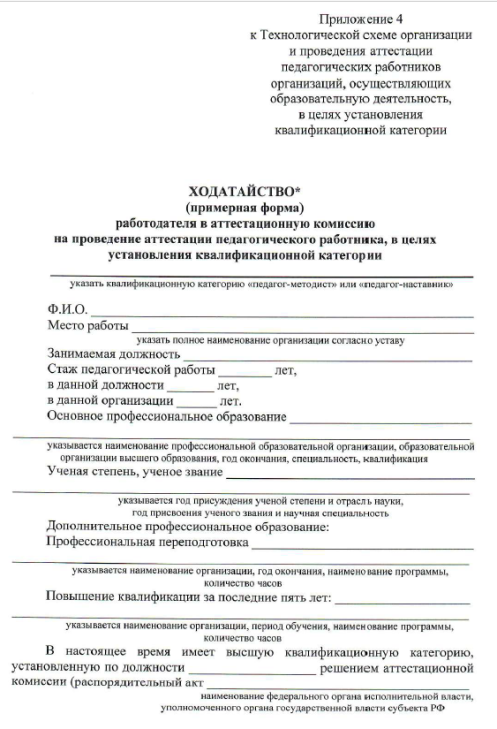 Приложение 4
к Технологической схеме организации
и проведения аттестации
педагогических работников
организаций, осуществляющих
образовательную деятельность,
в целях установления
квалификационной категории
ХОДАТАЙСТВО*
(примерная форма)
работодателя в аттестационную комиссию
на проведение аттестации педагогического работника, в целях
установления квалификационной категории
указать квалификационную категорию «педагог-методист» или «педагог-наставник»
Ф.И.О.
Место работы
указать полное наименование организации согласно уставу
Занимаемая должность
Стаж педагогической работы ________ лет,
в данной должности _______ лет,
в данной организации ______ лет.
Основное профессиональное образование
указывается наименование профессиональной образовательной организации, образовательной
организации высшего образования, год окончания, специальность, квалификация
Ученая степень, ученое звание
указывается год присуждения ученой степени и отрасль науки,
год присвоения ученого звания и научная специальность
Дополнительное профессиональное образование:
Профессиональная переподготовка
указывается наименование организации, год окончания, наименование программы,
количество часов
Повышение квалификации за последние пять лет:
указывается наименование организации, период обучения, наименование программы,
количество часов
В настоящее время имеет высшую квалификационную категорию,
установленную по должности ___________________ решением аттестационной
комиссии (распорядительный акт
наименование федерального органа исполнительной власти,
уполномоченного органа государственной власти субъекта РФ